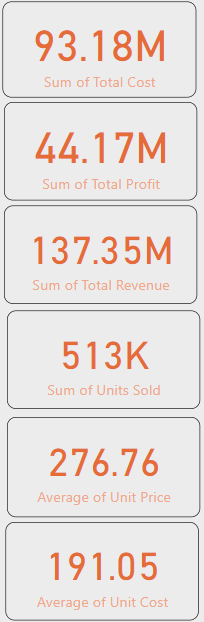 93.18M
Sum of Total Cost
44.17M
Sum of Total Profit
137.35M
Sum of Total Revenue
513K
Sum of Units Sold
276.76
Average of Unit Price
191.05
Average of Unit Cost